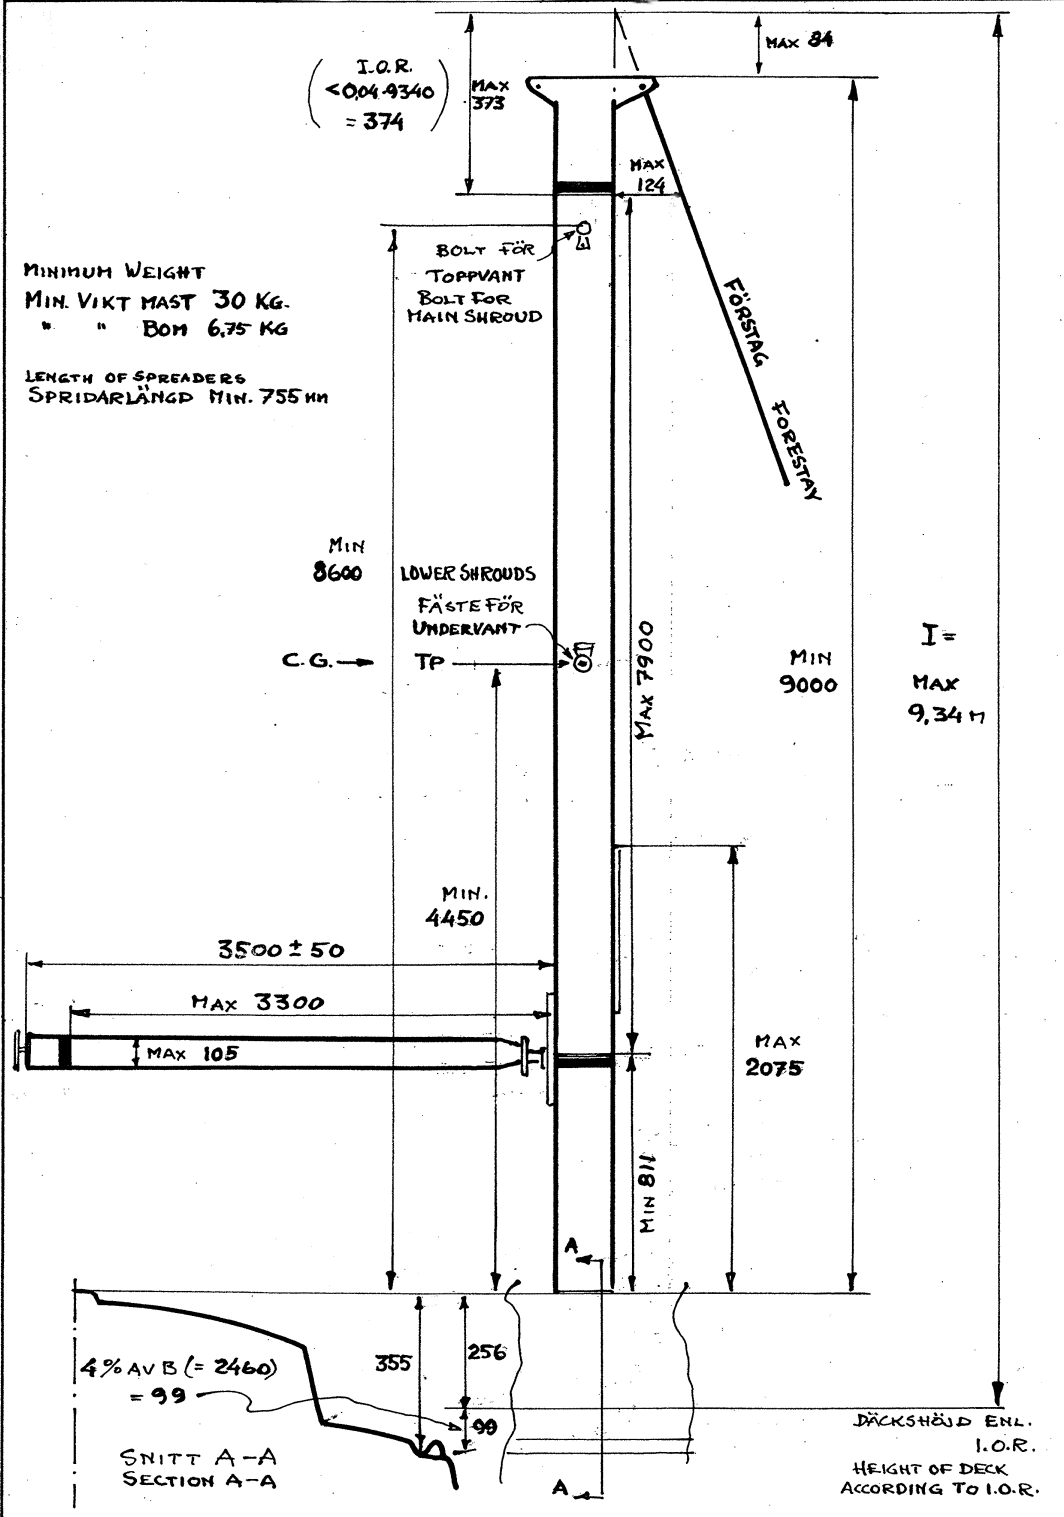 MAX 84
I.O.R.
<0,04·9340
= 374
MAX
373
MAX
124
BOLT FÖR
TOPPVANT
BOLT FOR
MAIN SHROUD
MINIMUM WEIGHT
MIN. VIKT MAST 30 KG.
" " BOM 6,75 KG
LENGTH OF SPREADERS
SPRIDARLÄNGD MIN. 755 MM
FÖRSTAG
FORESTAY
MIN
8600
LOWER SHROUDS
FÄSTE FÖR
UNDERVANT
C.G.
TP
MAX 7900
MIN
9000
I =
MAX
9,34 M
MIN.
4450
3500 ± 50
MAX 3300
MAX 105
MAX
2075
MIN 811
A
355
256
4% AV B (= 2460)
= 99
99
SNITT A-A
SECTION A-A
A
DÄCKSHÖJD ENL.
I.O.R.
HEIGHT OF DECK
ACCORDING TO I.O.R.